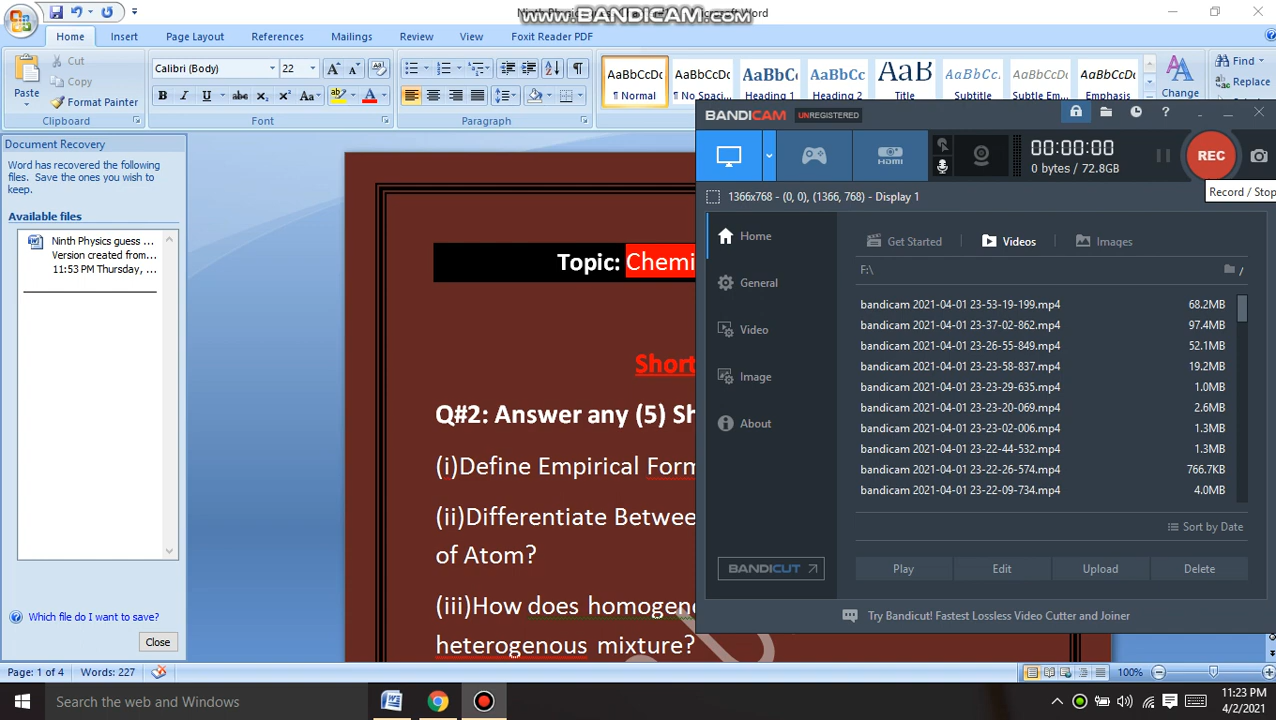 Ninth Phys
www.BANDICAM.com
osoft Word
Home
Insert
Page Layout
References
Mailings
Review
View
Foxit Reader PDF
Paste
Cut
Copy
Format Painter
Clipboard
Calibri (Body)
22
Font
Paragraph
AaBbCcDc
¶ Normal
AaBbCcDc
¶ No Spaci...
AaBbCc
Heading 1
AaBbCc
Heading 2
AaB
Title
AaBbCc.
Subtitle
AaBbCcDc
Subtle Em...
AaBbCcDc
Emphasis
Change
Find
Replace
Document Recovery
Word has recovered the following
files. Save the ones you wish to
keep.
Available files
Ninth Physics guess ...
Version created from...
11:53 PM Thursday, ...
Which file do I want to save?
Close
Topic: Chemi
Short
Q#2: Answer any (5) Sh
(i)Define Empirical Form
(ii)Differentiate Betwee
of Atom?
(iii)How does homogene
heterogenous mixture?
BANDICAM UNREGISTERED
HDMI
00:00:00
0 bytes / 72.8GB
REC
Record / Stop
1366x768 - (0, 0), (1366, 768) - Display 1
Home
General
Video
Image
About
BANDICUT
Get Started
Videos
Images
F:\
bandicam 2021-04-01 23-53-19-199.mp4 68.2MB
bandicam 2021-04-01 23-37-02-862.mp4 97.4MB
bandicam 2021-04-01 23-26-55-849.mp4 52.1MB
bandicam 2021-04-01 23-23-58-837.mp4 19.2MB
bandicam 2021-04-01 23-23-29-635.mp4 1.0MB
bandicam 2021-04-01 23-23-20-069.mp4 2.6MB
bandicam 2021-04-01 23-23-02-006.mp4 1.3MB
bandicam 2021-04-01 23-22-44-532.mp4 1.3MB
bandicam 2021-04-01 23-22-26-574.mp4 766.7KB
bandicam 2021-04-01 23-22-09-734.mp4 4.0MB
Sort by Date
Play
Edit
Upload
Delete
Try Bandicut! Fastest Lossless Video Cutter and Joiner
Page: 1 of 4
Words: 227
100%
Search the web and Windows
11:23 PM
4/2/2021